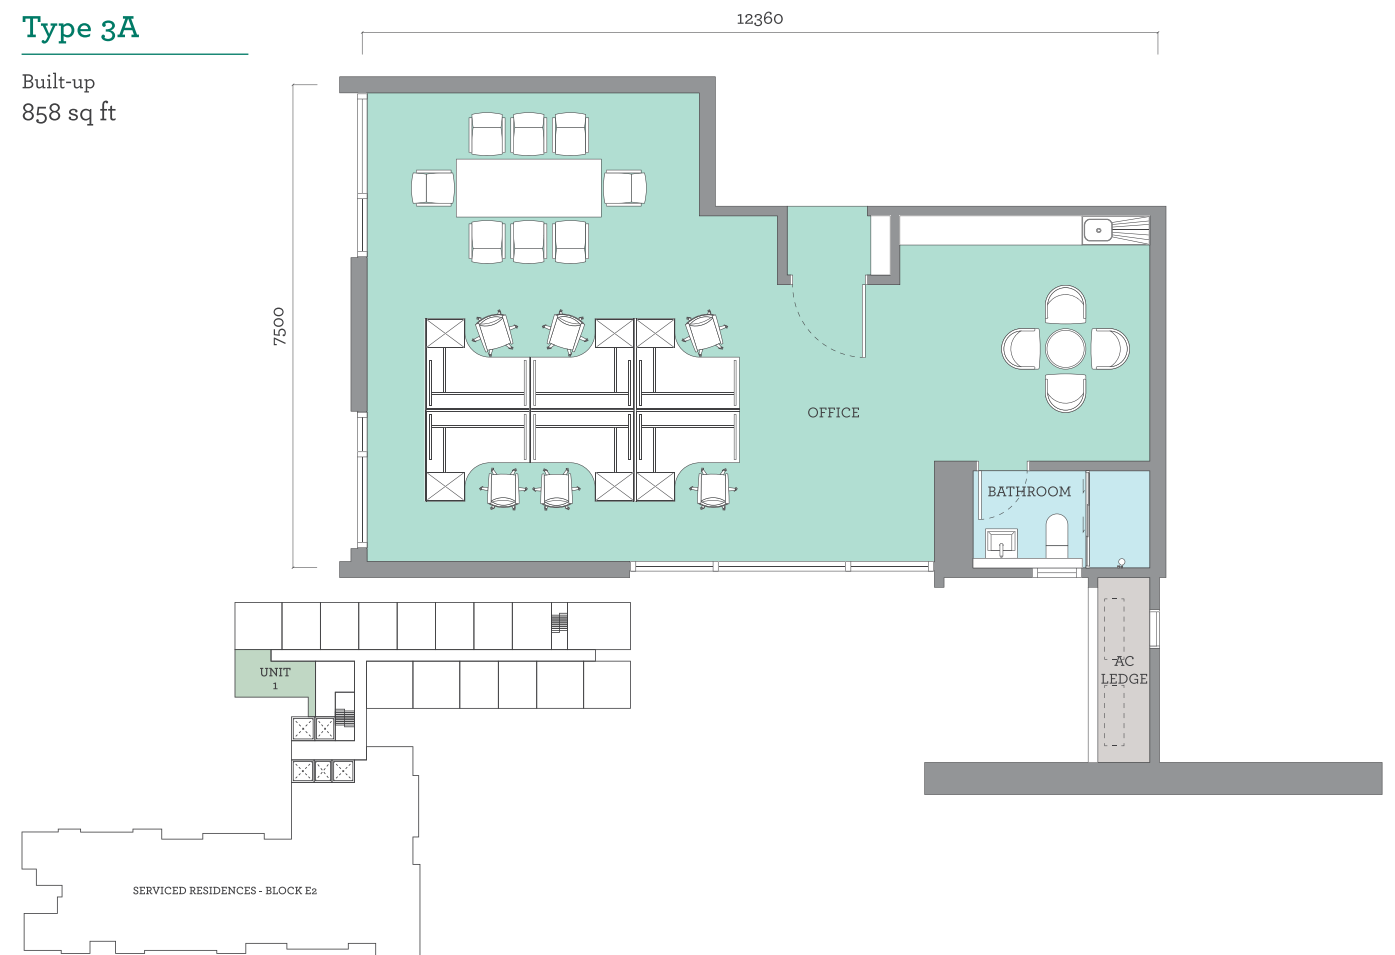 Type 3A
Built-up
858 sq ft
12360
7500
OFFICE
BATHROOM
AC
LEDGE
UNIT
1
SERVICED RESIDENCES - BLOCK E2